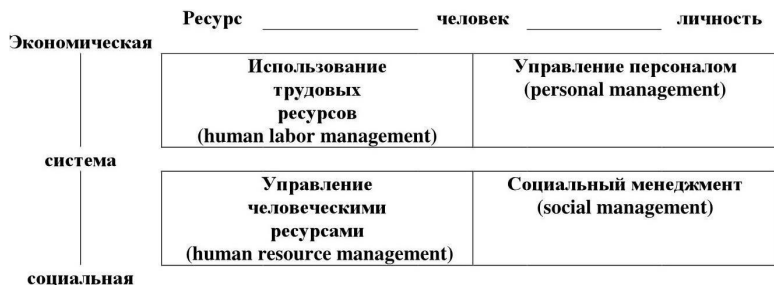 Ресурс человек личность
Экономическая
Использование
трудовых
ресурсов
(human labor management)
Управление персоналом
(personal management)
система
Управление
человеческими
ресурсами
(human resource management)
Социальный менеджмент
(social management)
социальная